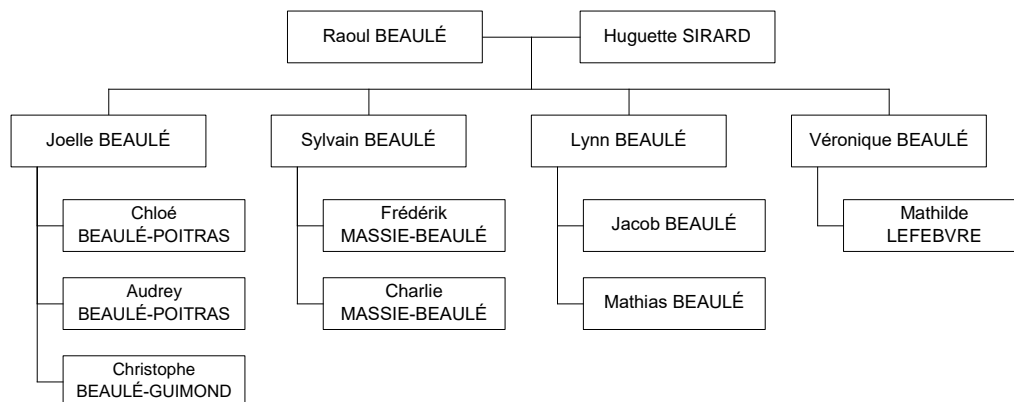 Raoul BEAULÉ
Huguette SIRARD
Joelle BEAULÉ
Sylvain BEAULÉ
Lynn BEAULÉ
Véronique BEAULÉ
Chloé
BEAULÉ-POITRAS
Frédérik
MASSIE-BEAULÉ
Jacob BEAULÉ
Mathilde
LEFEBVRE
Audrey
BEAULÉ-POITRAS
Charlie
MASSIE-BEAULÉ
Mathias BEAULÉ
Christophe
BEAULÉ-GUIMOND